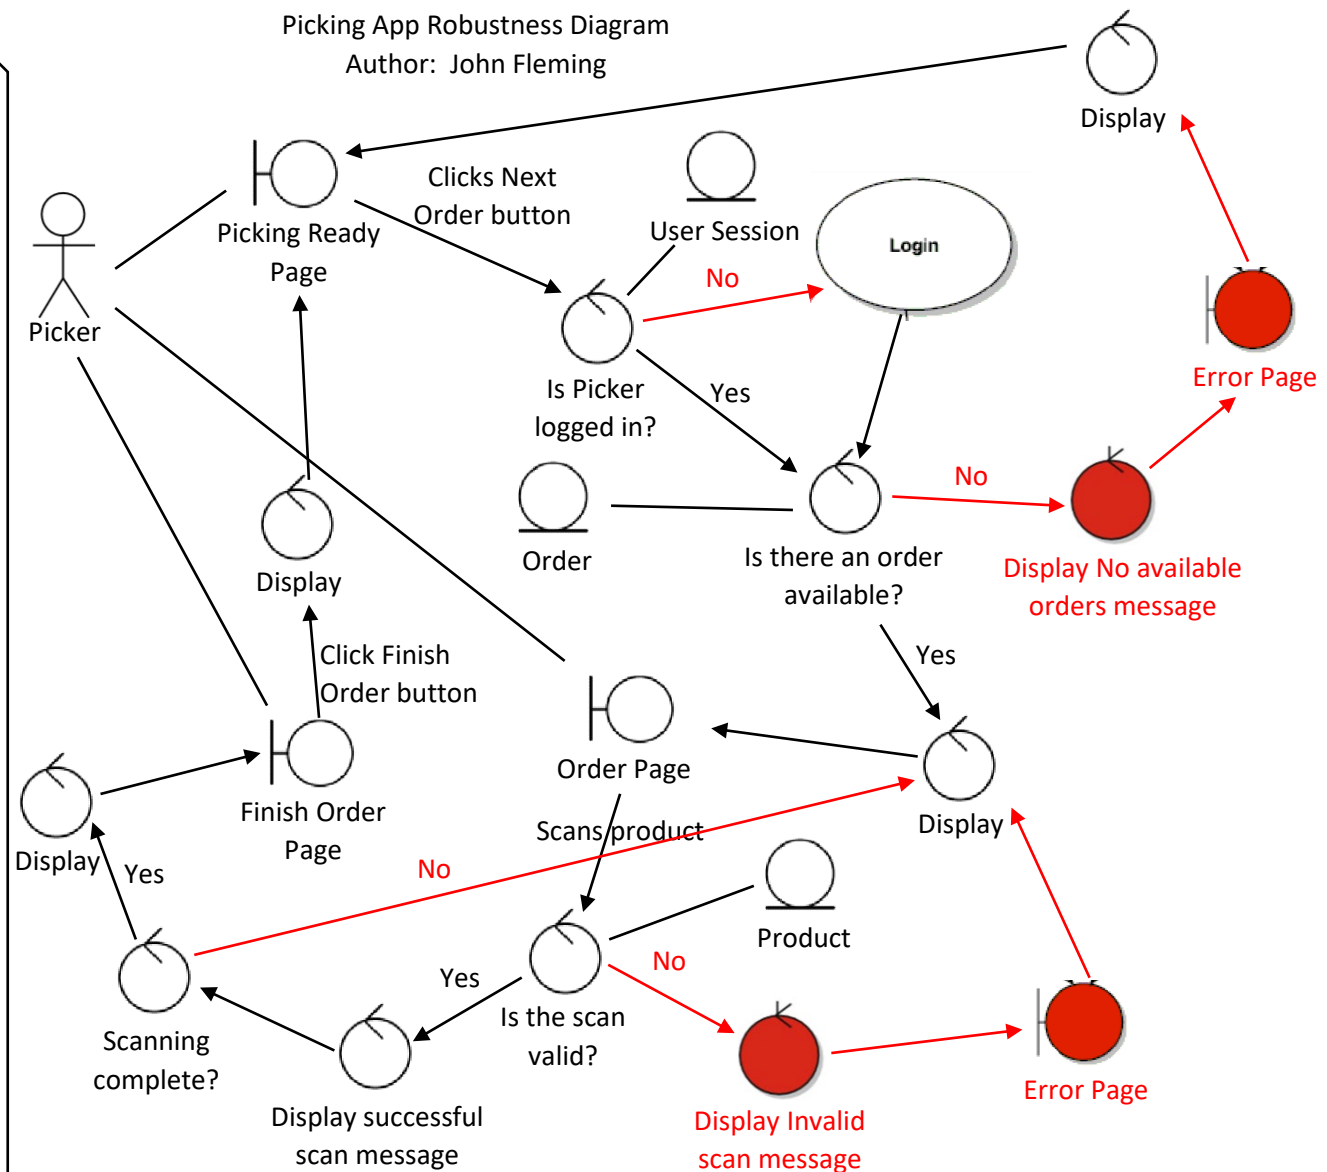 Picking App Robustness Diagram
Author: John Fleming
Display
Clicks Next
Order button
Picking Ready
Page
User Session
Login
No
Picker
Is Picker
logged in?
Yes
Error Page
No
Order
Is there an order
available?
Display No available
orders message
Display
Click Finish
Order button
Yes
Order Page
Finish Order
Page
Display
Scans product
Display
Yes
No
Product
Yes
No
Is the scan
valid?
Scanning
complete?
Error Page
Display successful
scan message
Display Invalid
scan message